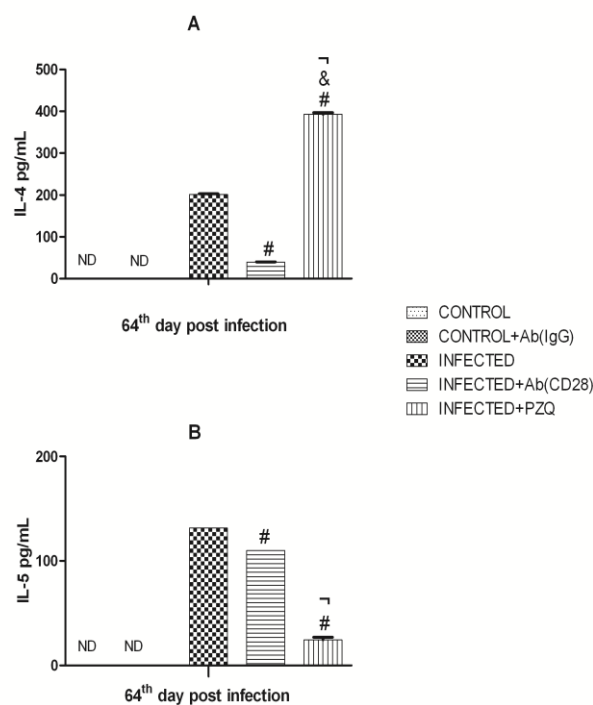 A
IL-4 pg/mL
500
400
300
200
100
0
ND
ND
#
¬
&
#
64th day post infection
CONTROL
CONTROL+Ab(IgG)
INFECTED
INFECTED+Ab(CD28)
INFECTED+PZQ
B
IL-5 pg/mL
200
100
0
ND
ND
#
¬
#
64th day post infection